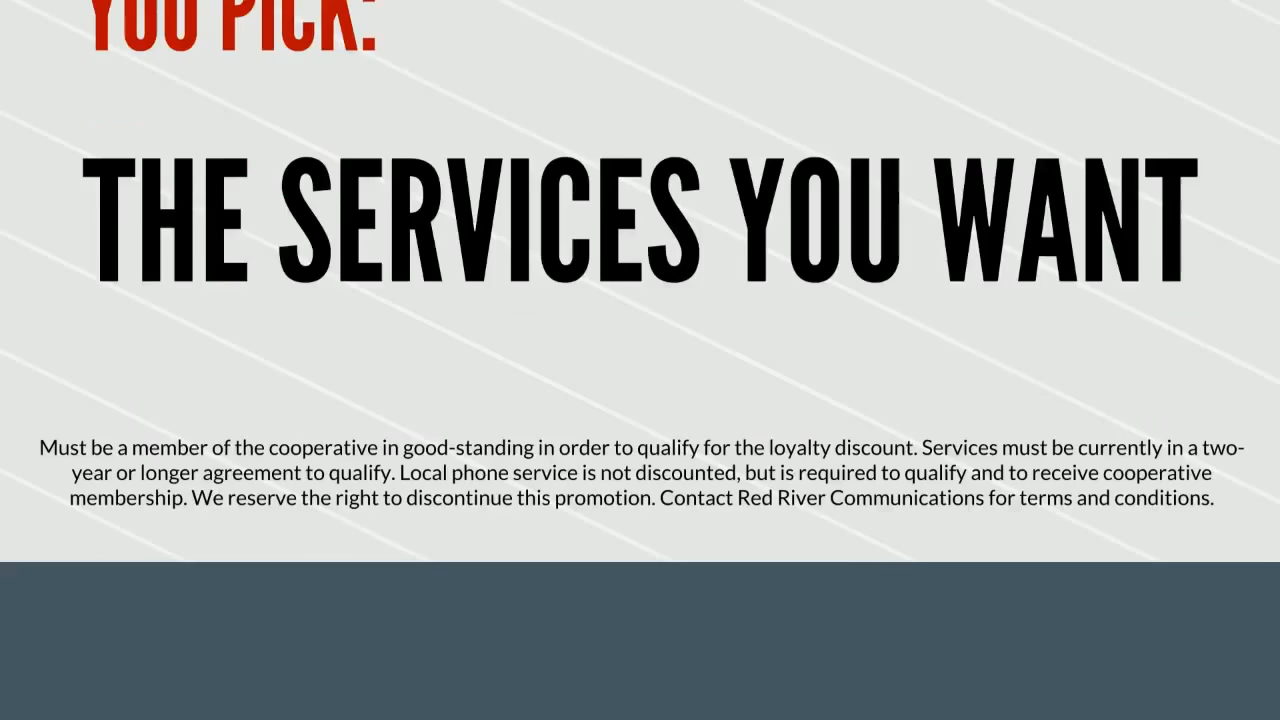 YOU PICK:
THE SERVICES YOU WANT
Must be a member of the cooperative in good-standing in order to qualify for the loyalty discount. Services must be currently in a two-
year or longer agreement to qualify. Local phone service is not discounted, but is required to qualify and to receive cooperative
membership. We reserve the right to discontinue this promotion. Contact Red River Communications for terms and conditions.